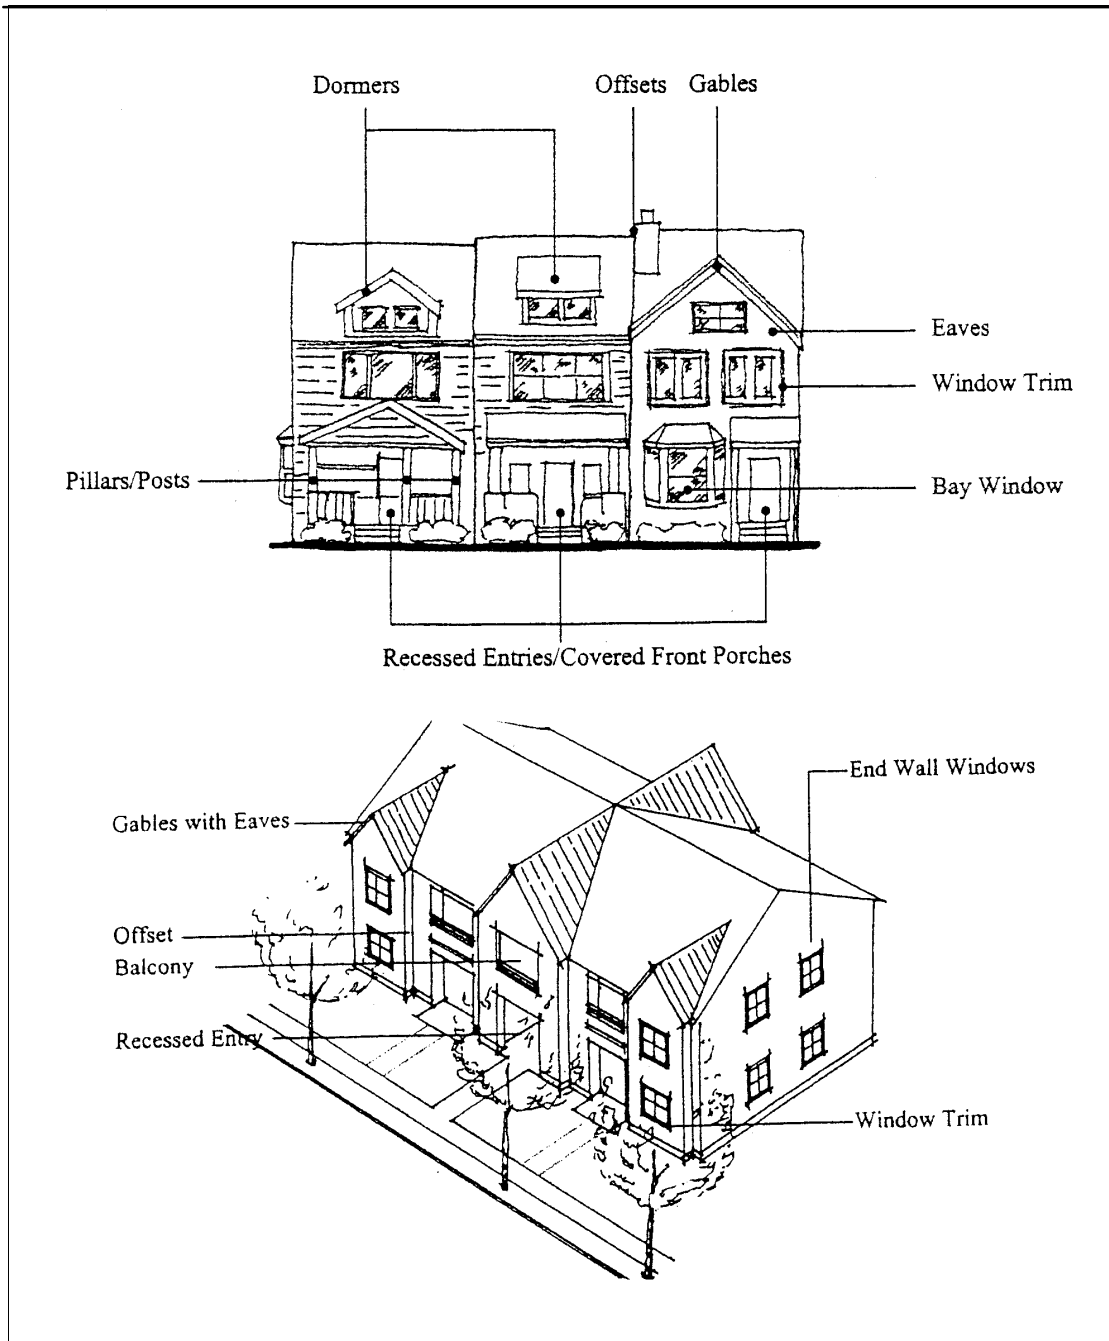 Dormers
Offsets Gables
Eaves
Window Trim
Pillars/Posts
Bay Window
Recessed Entries/Covered Front Porches
End Wall Windows
Gables with Eaves
Offset
Balcony
Recessed Entry
Window Trim